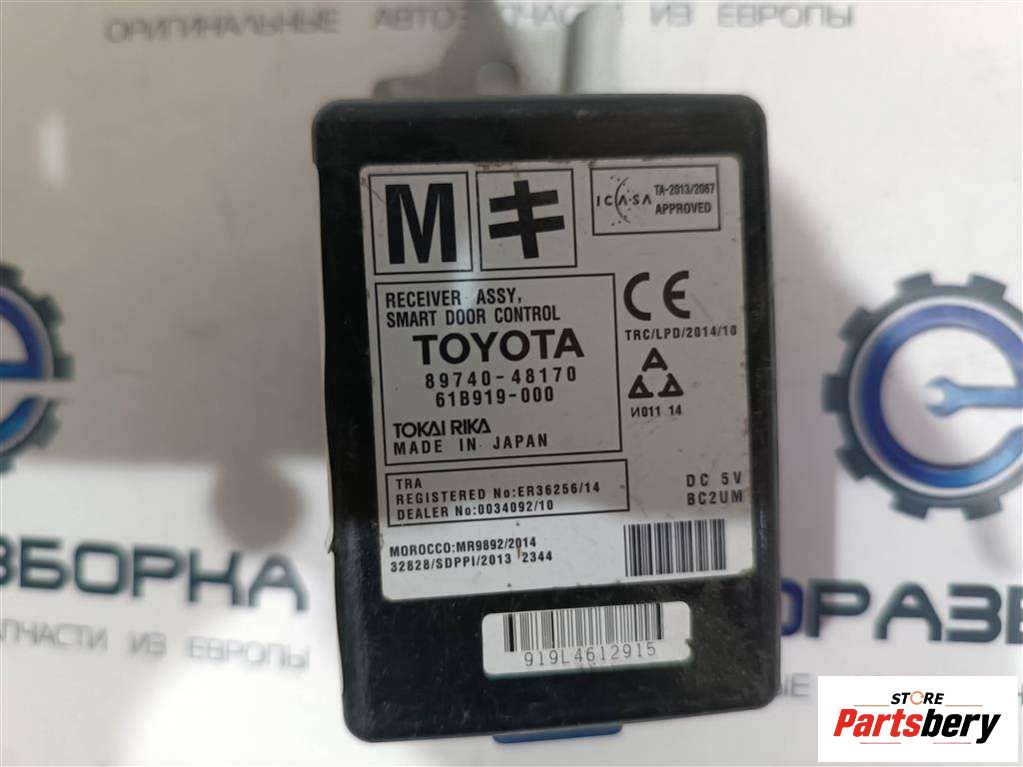 ОРИГИНАЛЬНЫЕ АВТОЗАПЧАСТИ ИЗ ЕВРОПЫ
M
キ
ICASA TA-2013/2067
APPROVED
RECEIVER ASSY,
SMART DOOR CONTROL
TOYOTA
89740-48170
61B919-000
TOKAI RIKA
MADE IN JAPAN
CE
TRC/LPD/2014/10
И011 14
TRA
REGISTERED No:ER36256/14
DEALER No:0034092/10
DC 5V
BC2UM
MOROCCO:MR9892/2014
32828/SDPPI/2013 2344
919L4612915
ЗБОРКА
ПЧАСТИ ИЗ ЕВРОПЫ
ОРАЗБ
НЫЕ
STORE
Partsbery